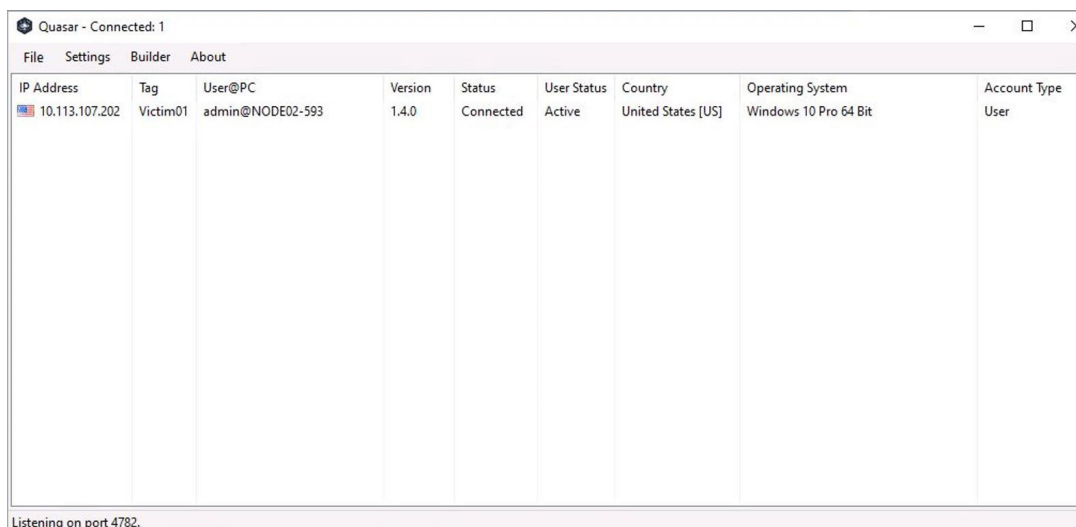 Quasar - Connected: 1
File Settings Builder About
IP Address Tag User@PC Version Status User Status Country Operating System Account Type
10.113.107.202 Victim01 admin@NODE02-593 1.4.0 Connected Active United States [US] Windows 10 Pro 64 Bit User
Listening on port 4782.